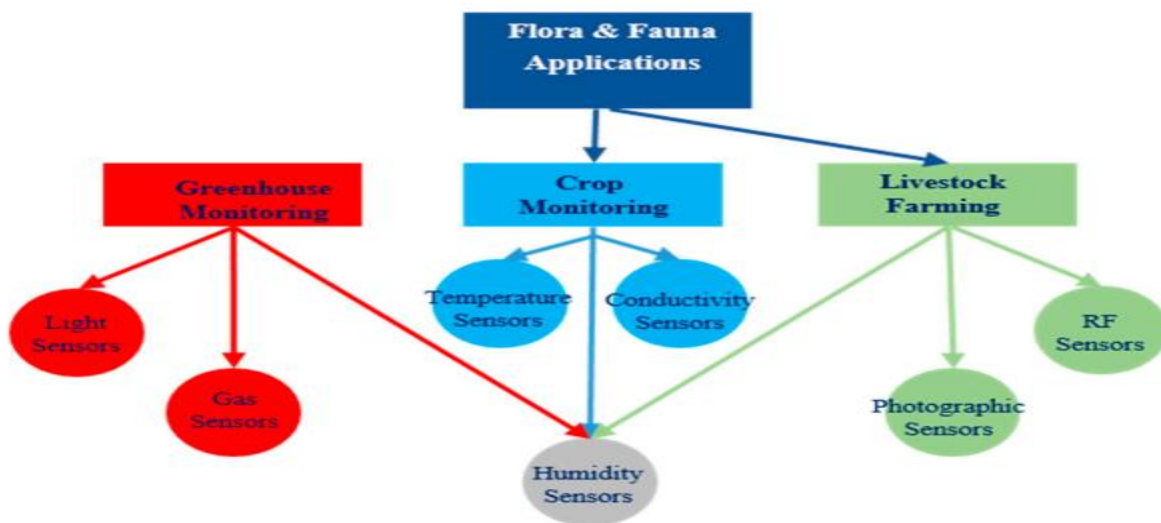 Flora & Fauna
Applications
Greenhouse
Monitoring
Crop
Monitoring
Livestock
Farming
Light
Sensors
Gas
Sensors
Temperature
Sensors
Conductivity
Sensors
Humidity
Sensors
Photographic
Sensors
RF
Sensors